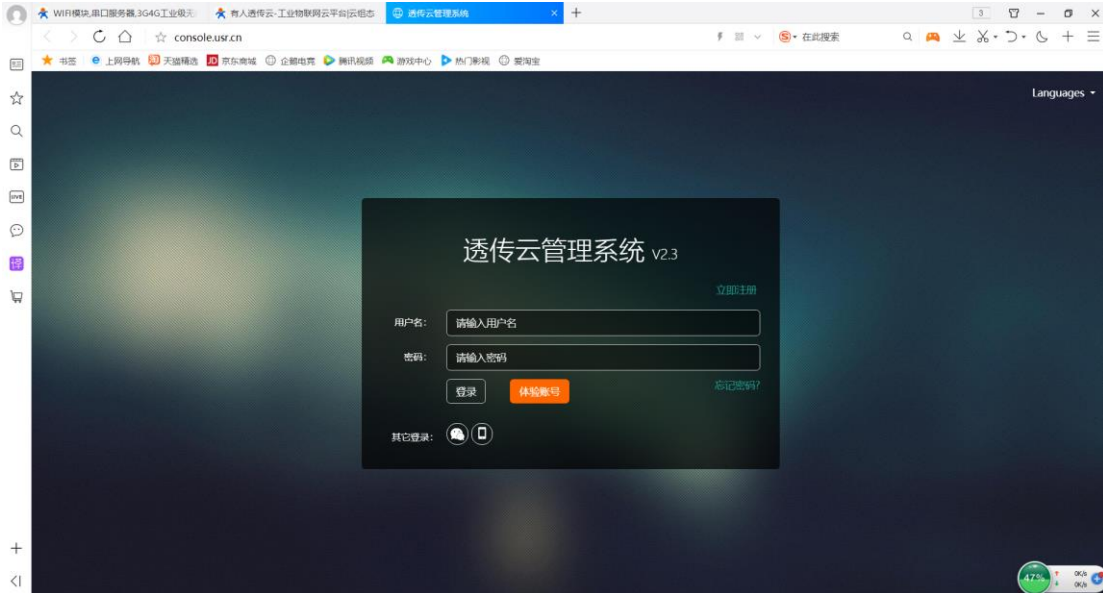 WIFI模块,串口服务器,3G4G工业级无
有人透传云-工业物联网云平台|云组态
透传云管理系统
3
console.usr.cn
在此搜索
书签
上网导航
天猫精选
JD 京东商城
企鹅电竞
腾讯视频
游戏中心
热门影视
爱淘宝
Languages
LIVE
译
透传云管理系统 V2.3
立即注册
用户名: 请输入用户名
密码: 请输入密码
登录 体验账号 忘记密码?
其它登录:
47%
0K/s
0K/s